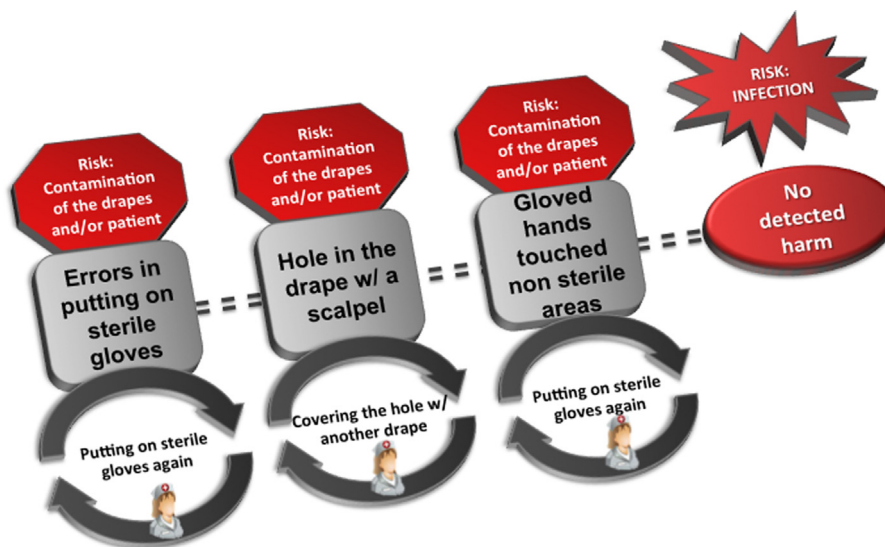 Risk:
Contamination
of the drapes
and/or patient
Errors in
putting on
sterile
gloves
Putting on sterile
gloves again
Risk:
Contamination
of the drapes
and/or patient
Hole in the
drape w/ a
scalpel
Covering the hole w/
another drape
Risk:
Contamination
of the drapes
and/or patient
Gloved
hands
touched
non sterile
areas
Putting on sterile
gloves again
RISK:
INFECTION
No
detected
harm